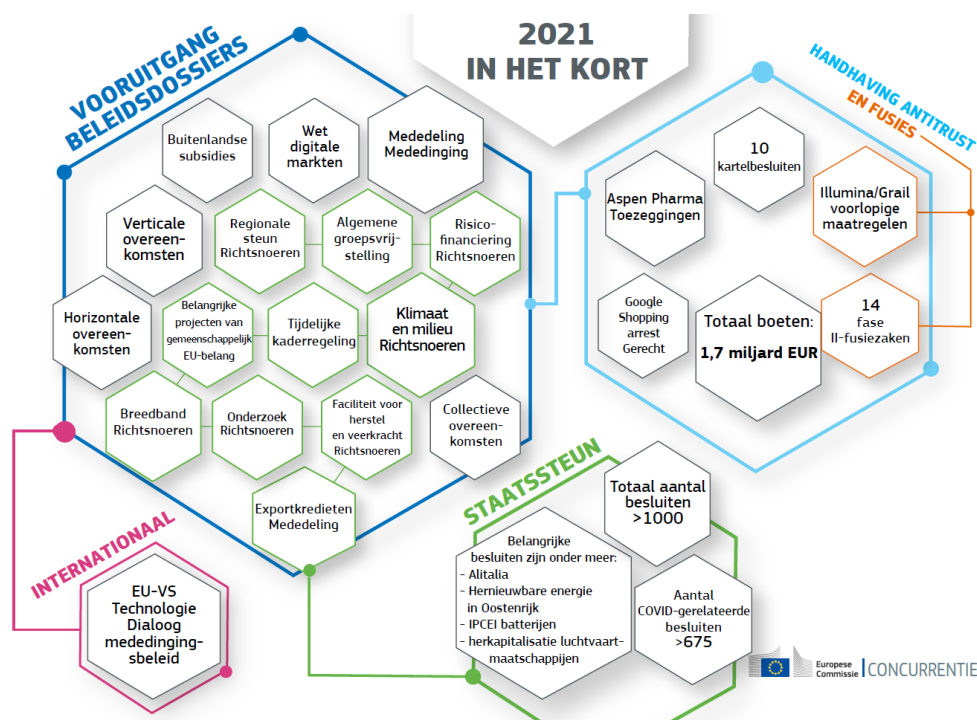 2021
IN HET KORT
VOORUITGANG
BELEIDSDOSSIERS
Buitenlandse
subsidies
Wet
digitale
markten
Mededeling
Mededinging
Verticale
overeen-
komsten
Regionale
steun
Richtsnoeren
Algemene
groepsvrij-
stelling
Risico-
financiering
Richtsnoeren
Horizontale
overeen-
komsten
Belangrijke
projecten van
gemeenschappelijk
EU-belang
Tijdelijke
kaderregeling
Klimaat
en milieu
Richtsnoeren
Breedband
Richtsnoeren
Onderzoek
Richtsnoeren
Faciliteit voor
herstel
en veerkracht
Richtsnoeren
Collectieve
overeen-
komsten
Exportkredieten
Mededeling
HANDHAVING ANTITRUST
EN FUSIES
10
kartelbesluiten
Aspen Pharma
Toezeggingen
Illumina/Grail
voorlopige
maatregelen
Google
Shopping
arrest
Gerecht
Totaal boeten:
1,7 miljard EUR
14
fase
II-fusiezaken
INTERNATIONAAL
EU-VS
Technologie
Dialoog
mededingings-
beleid
STAATSSTEUN
Totaal aantal
besluiten
>1000
Belangrijke
besluiten zijn onder meer:
- Alitalia
- Hernieuwbare energie
in Oostenrijk
- IPCEI batterijen
- herkapitalisatie luchtvaart-
maatschappijen
Aantal
COVID-gerelateerde
besluiten
>675
Europese
Commissie
CONCURRENTIE